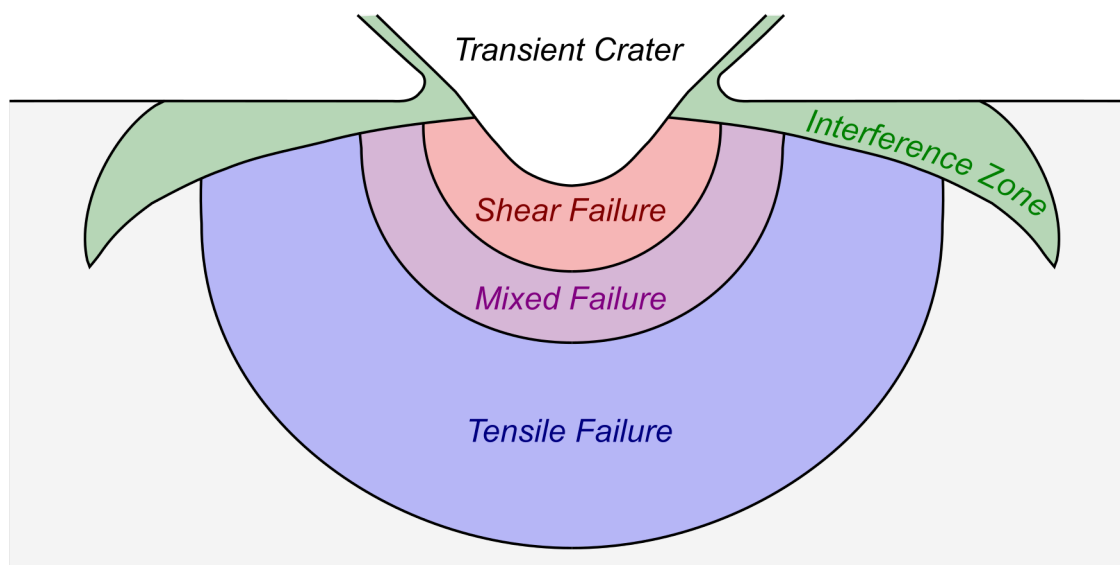 Transient Crater
Interference Zone
Shear Failure
Mixed Failure
Tensile Failure